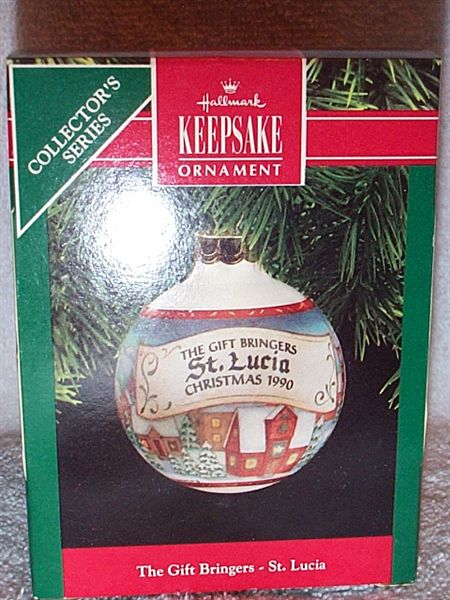 COLLECTOR'S
SERIES
Hallmark
KEEPSAKE
ORNAMENT
THE GIFT BRINGERS
St. Lucia
CHRISTMAS 1990
The Gift Bringers - St. Lucia